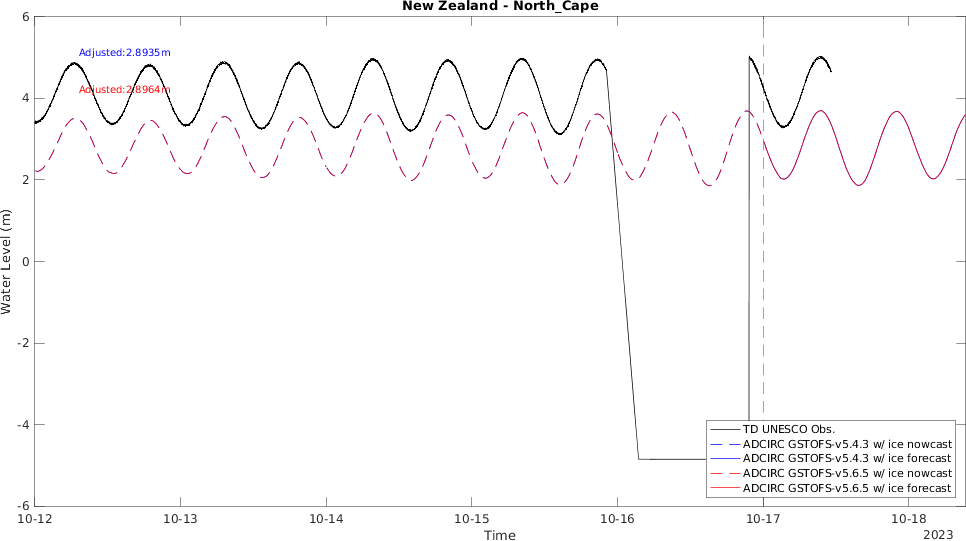 New Zealand - North_Cape
6
Adjusted:2.8935m
Adjusted:2.8964m
4
2
0
-2
-4
-6
Water Level (m)
TD UNESCO Obs.
ADCIRC GSTOFS-v5.4.3 w/ ice nowcast
ADCIRC GSTOFS-v5.4.3 w/ ice forecast
ADCIRC GSTOFS-v5.6.5 w/ ice nowcast
ADCIRC GSTOFS-v5.6.5 w/ ice forecast
10-12 10-13 10-14 10-15 10-16 10-17 10-18
Time
2023